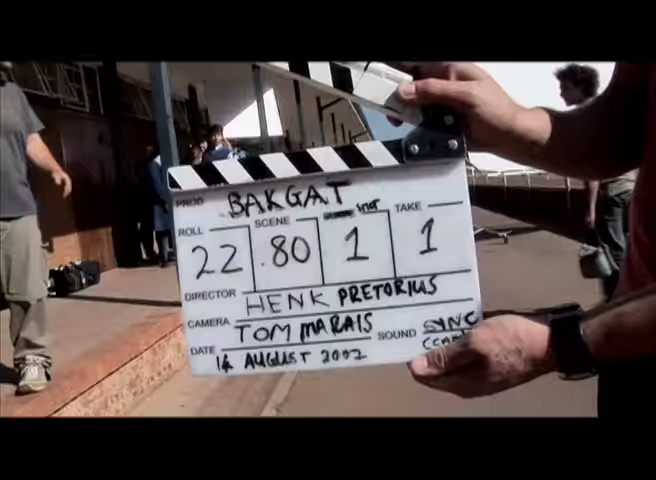 PROD. BAKGAT
ROLL SCENE SHOT TAKE
22 80 1 1
DIRECTOR HENK PRETORIUS
CAMERA TOM MARAIS SOUND SYNC
DATE 14 AUGUST 2007